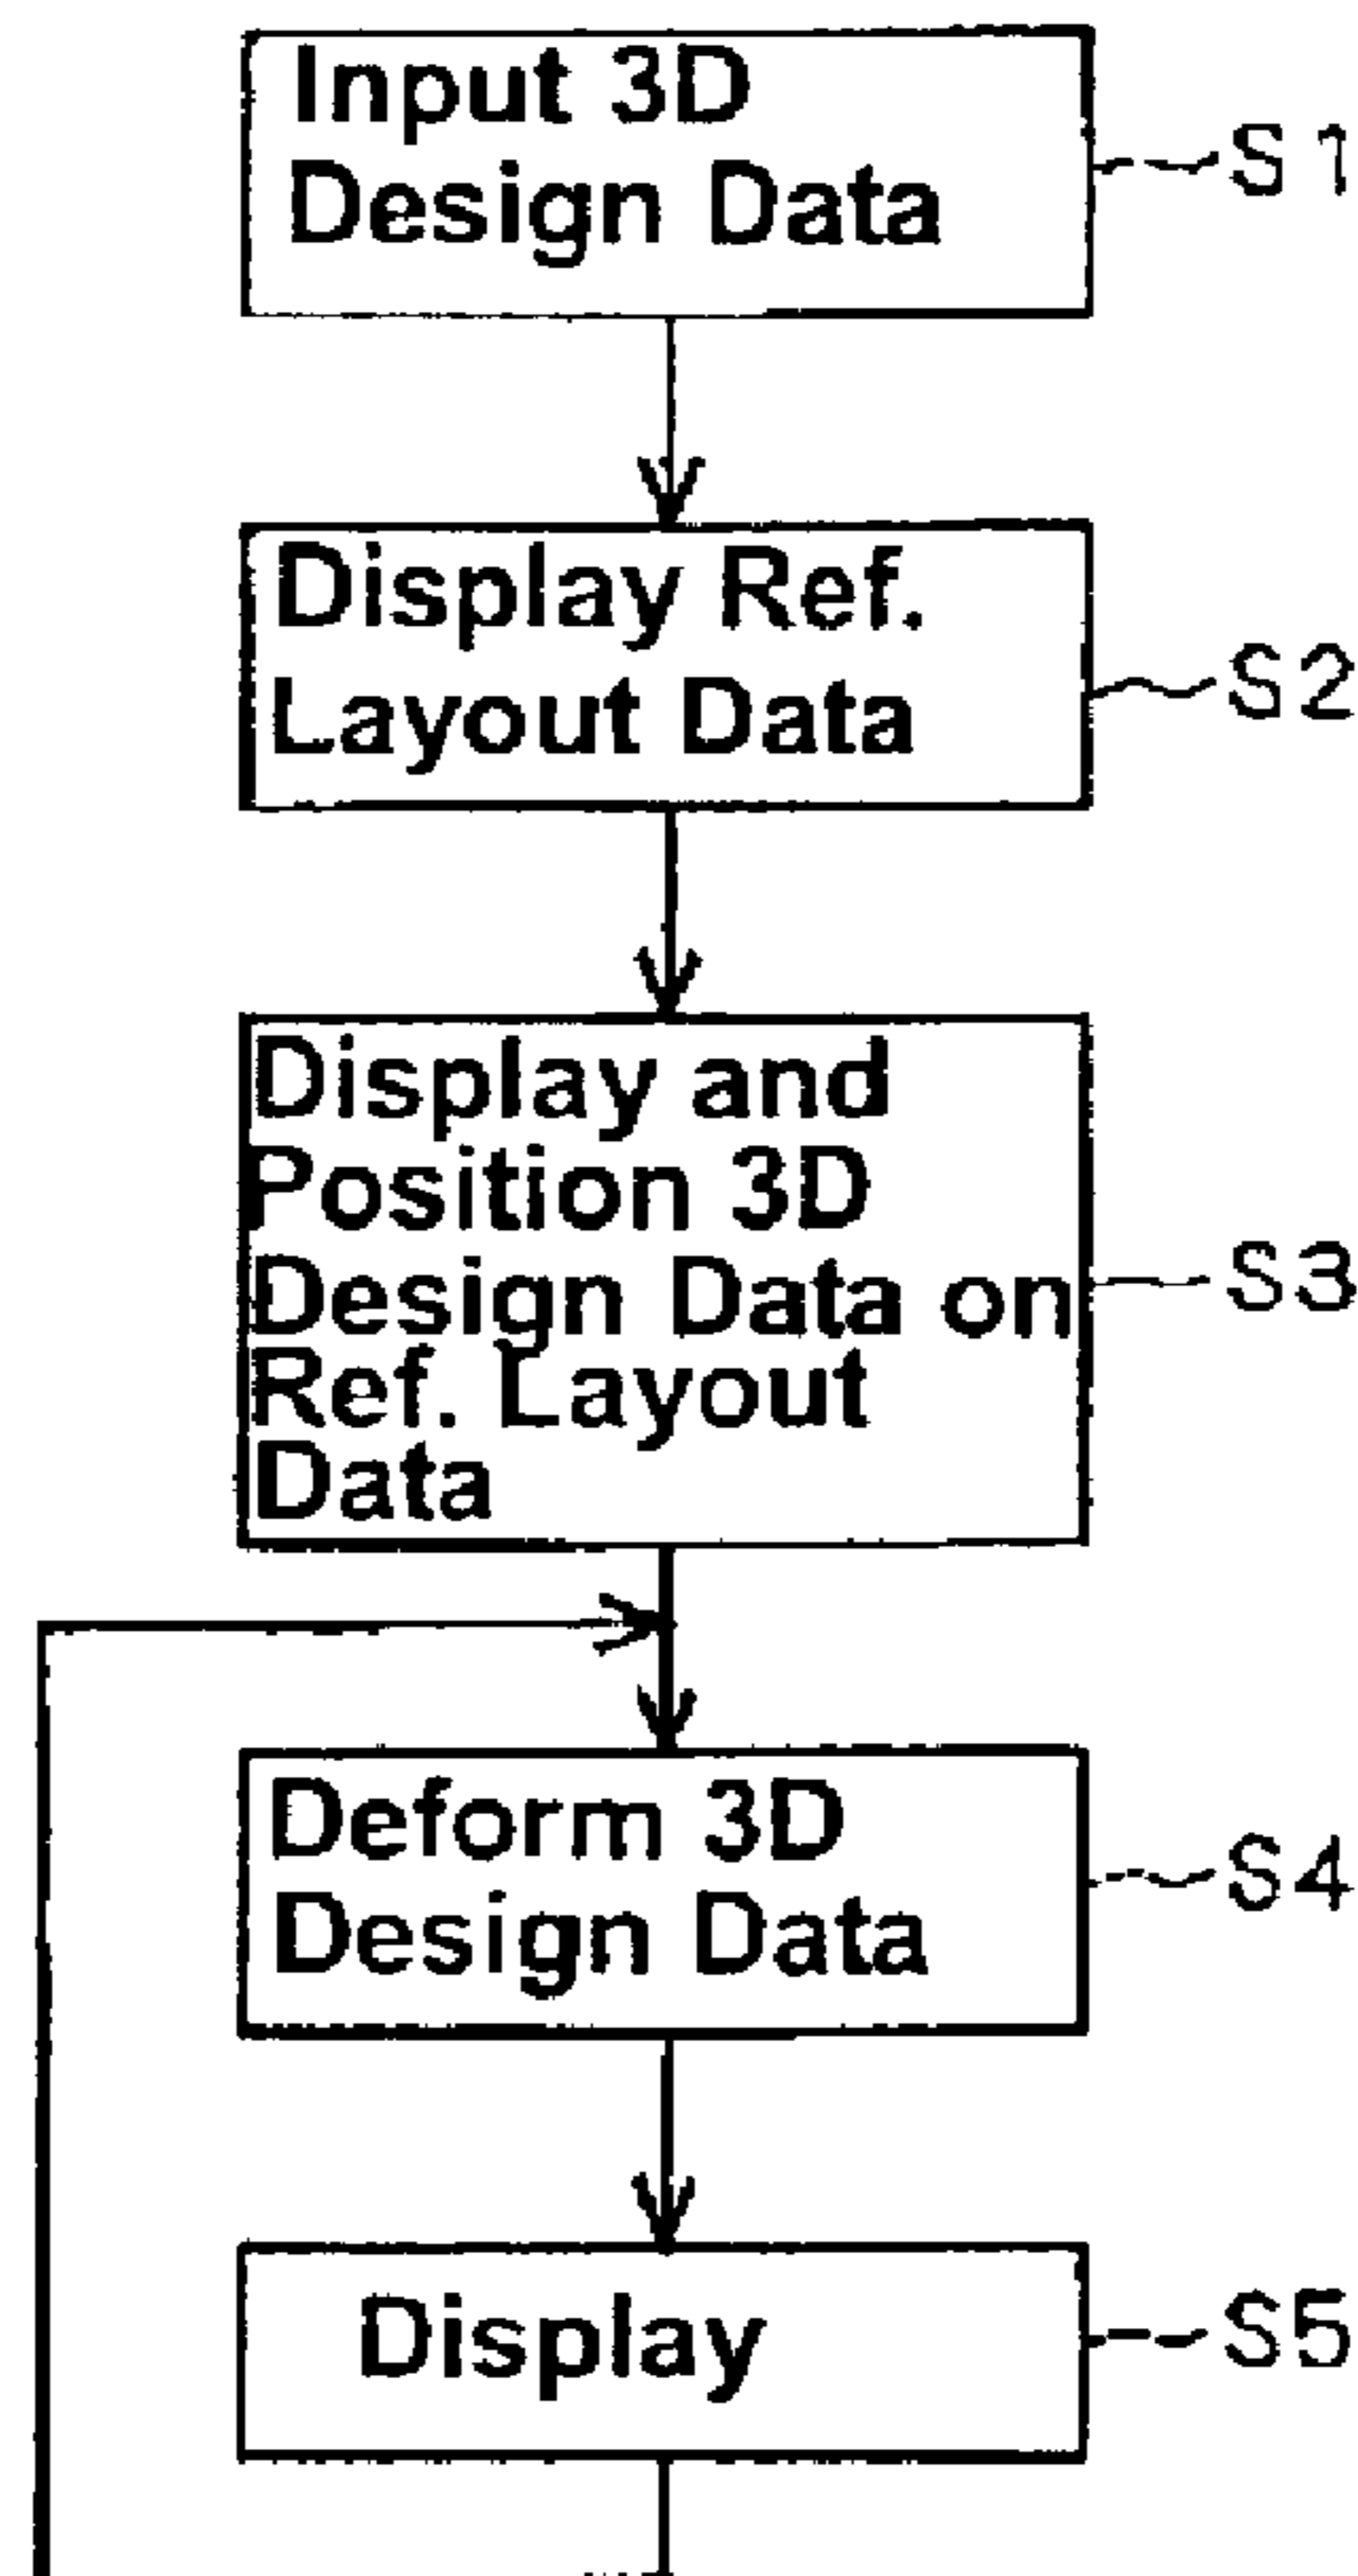 Input 3D
Design Data
S1
Display Ref.
Layout Data
S2
Display and
Position 3D
Design Data on
Ref. Layout
Data
S3
Deform 3D
Design Data
S4
Display
S5